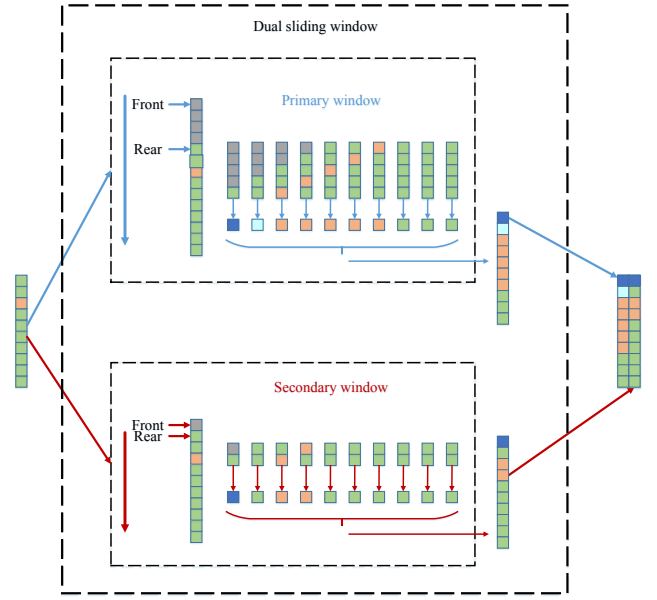 Dual sliding window
Primary window
Front
Rear
Secondary window
Front
Rear